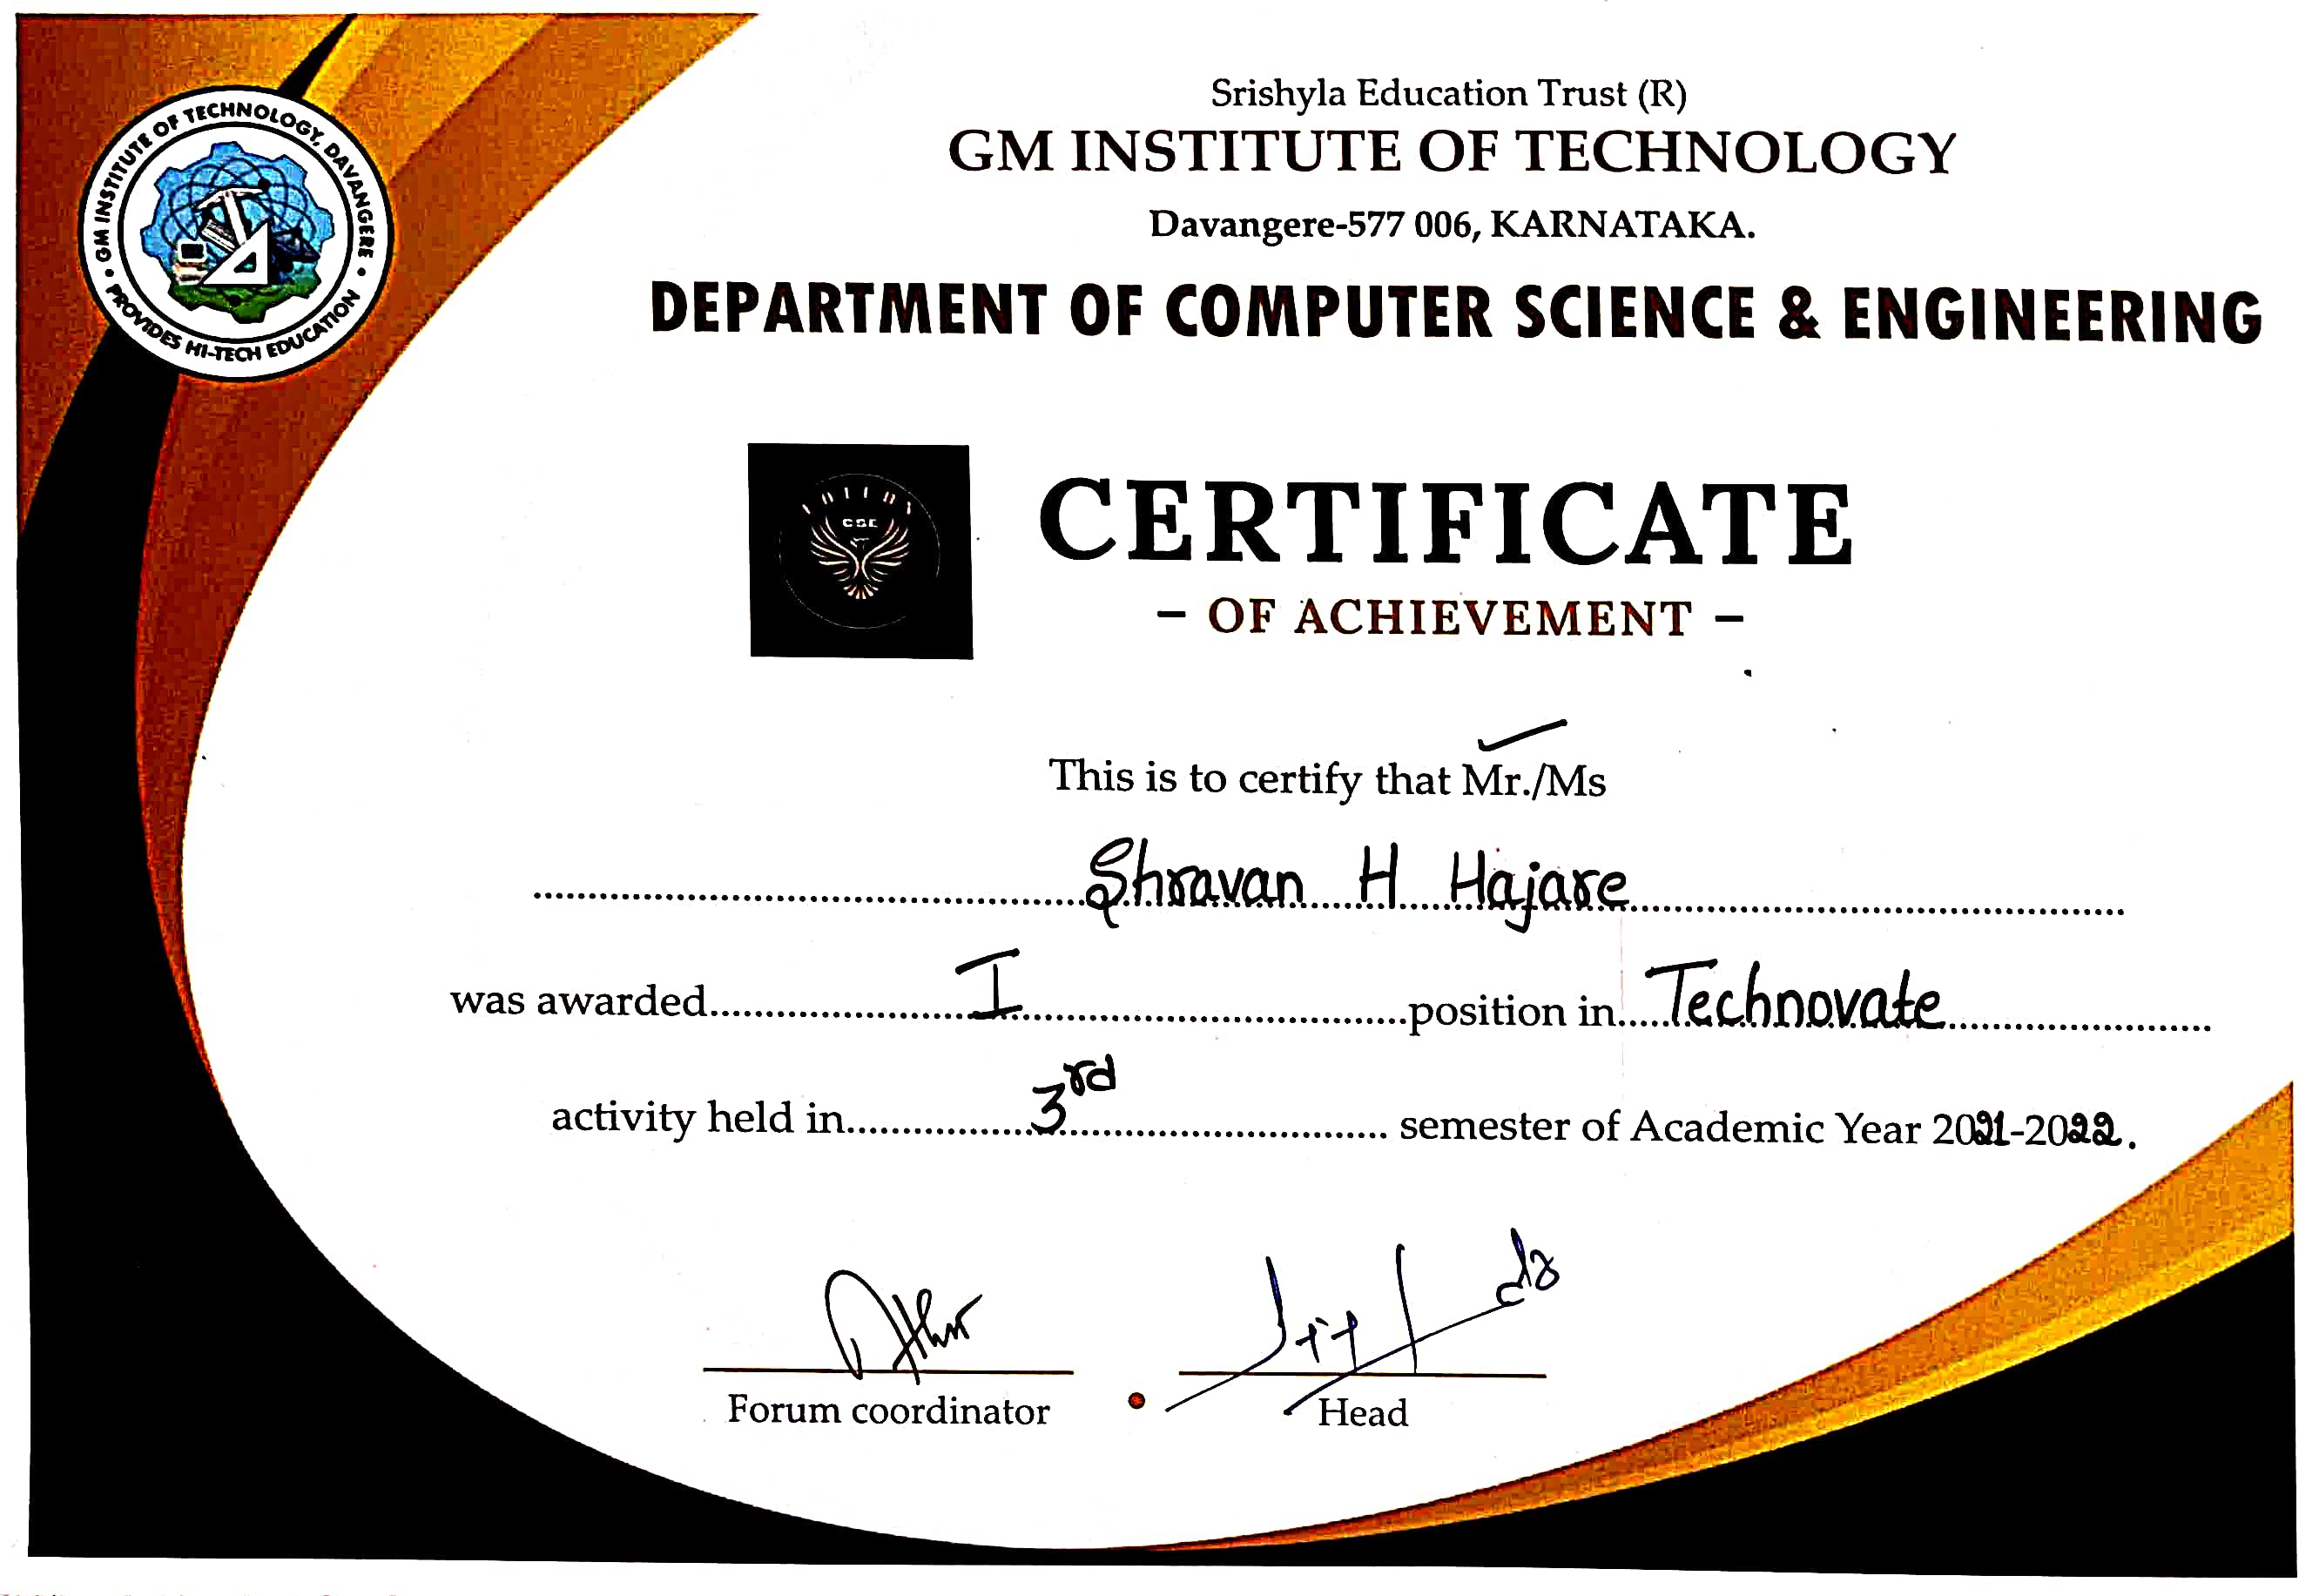 Srishyla Education Trust (R)
GM INSTITUTE OF TECHNOLOGY
Davangere-577 006, KARNATAKA.
DEPARTMENT OF COMPUTER SCIENCE & ENGINEERING
GM INSTITUTE OF TECHNOLOGY, DAVANGERE
PROVIDES HI-TECH EDUCATION
CSE
CERTIFICATE
- OF ACHIEVEMENT -
This is to certify that Mr./Ms
Shravan H Hajare
was awarded I position in Technovate
activity held in 3rd semester of Academic Year 2021-2022.
Forum coordinator
Head